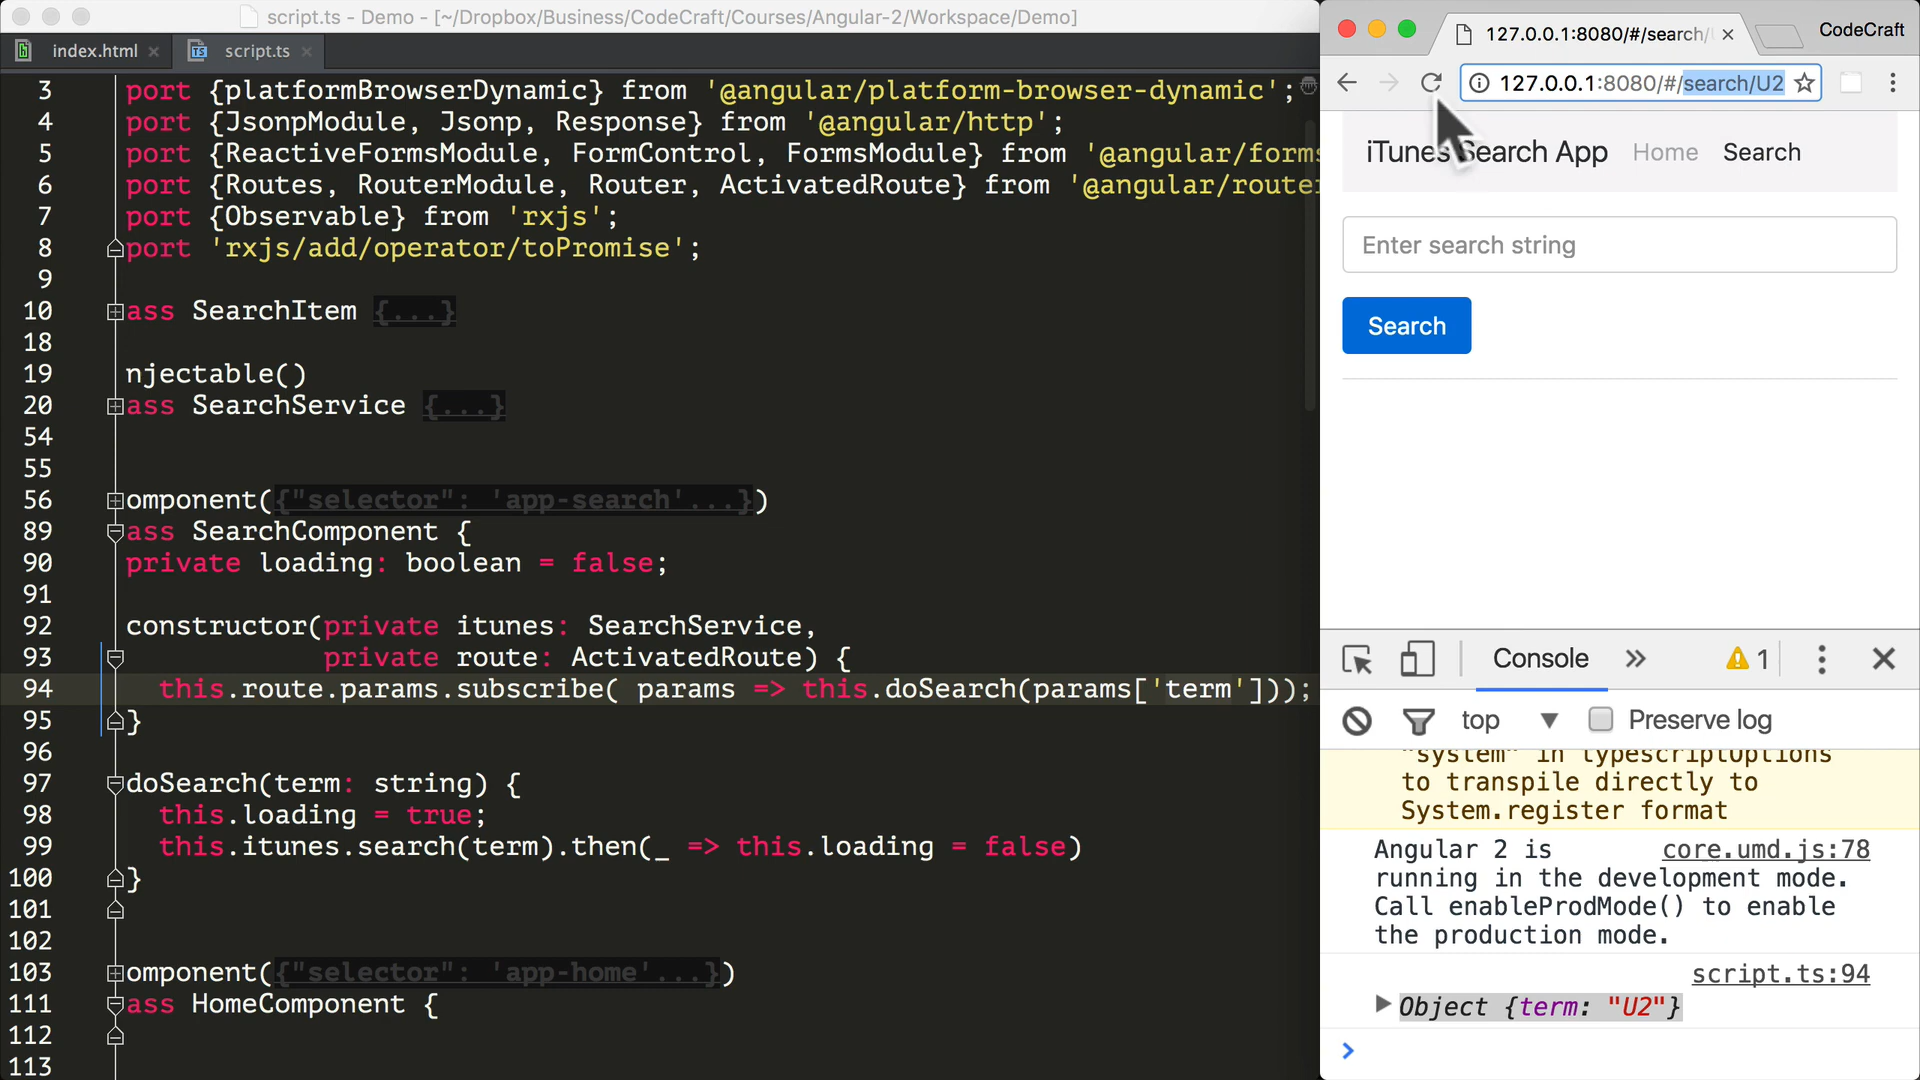 script.ts - Demo - [~/Dropbox/Business/CodeCraft/Courses/Angular-2/Workspace/Demo]
index.html
script.ts
3 port {platformBrowserDynamic} from '@angular/platform-browser-dynamic';
4 port {JsonpModule, Jsonp, Response} from '@angular/http';
5 port {ReactiveFormsModule, FormControl, FormsModule} from '@angular/forms
6 port {Routes, RouterModule, Router, ActivatedRoute} from '@angular/router
7 port {Observable} from 'rxjs';
8 port 'rxjs/add/operator/toPromise';
9
10 ass SearchItem {...}
18
19 njectable()
20 ass SearchService {...}
54
55
56 omponent({"selector": 'app-search'...})
89 ass SearchComponent {
90 private loading: boolean = false;
91
92 constructor(private itunes: SearchService,
93 private route: ActivatedRoute) {
94 this.route.params.subscribe( params => this.doSearch(params['term']));
95 }
96
97 doSearch(term: string) {
98 this.loading = true;
99 this.itunes.search(term).then(_ => this.loading = false)
100 }
101
102
103 omponent({"selector": 'app-home'...})
111 ass HomeComponent {
112
113
127.0.0.1:8080/#/search/
CodeCraft
127.0.0.1:8080/#/search/U2
iTunes Search App Home Search
Enter search string
Search
Console
1
top
Preserve log
"system" in typescriptOptions
to transpile directly to
System.register format
Angular 2 is core.umd.js:78
running in the development mode.
Call enableProdMode() to enable
the production mode.
script.ts:94
Object {term: "U2"}